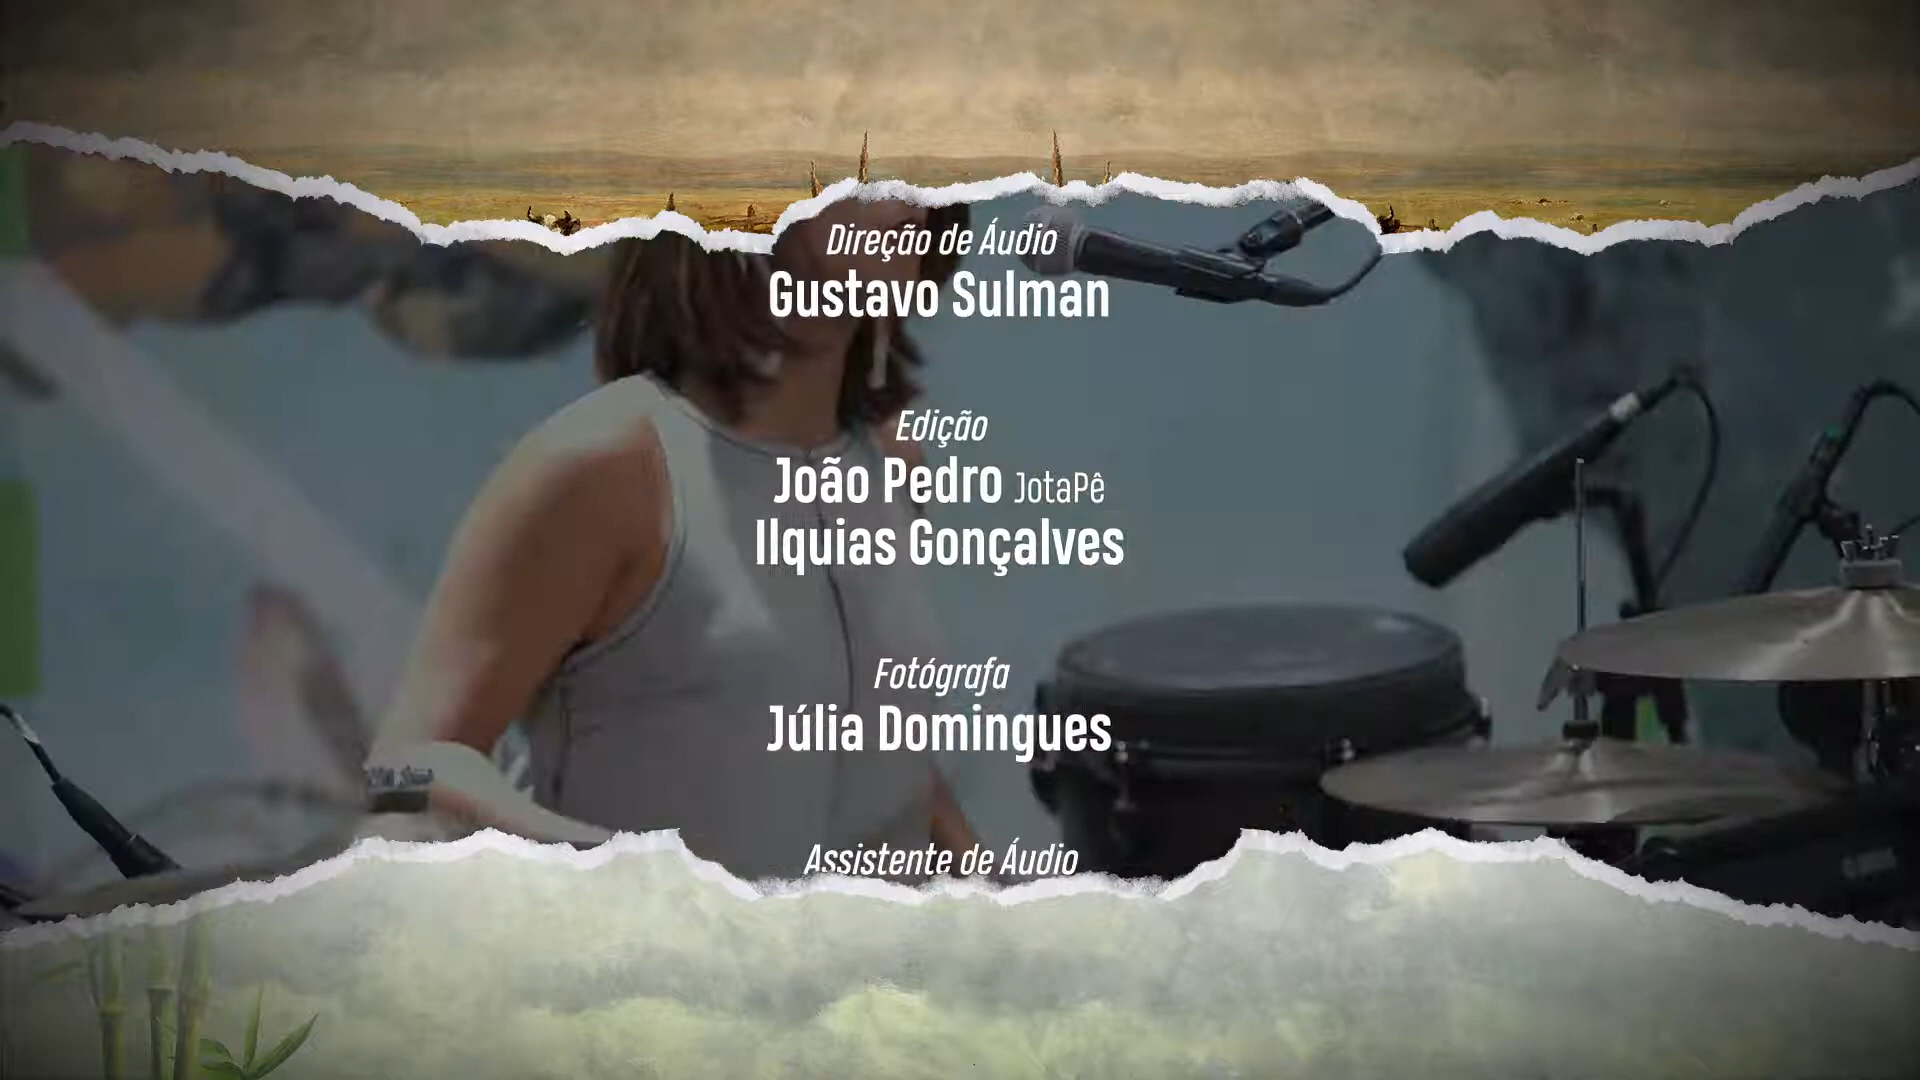 Direção de Áudio
Gustavo Sulman
Edição
João Pedro JotaPê
Ilquias Gonçalves
Fotógrafa
Júlia Domingues
Assistente de Áudio